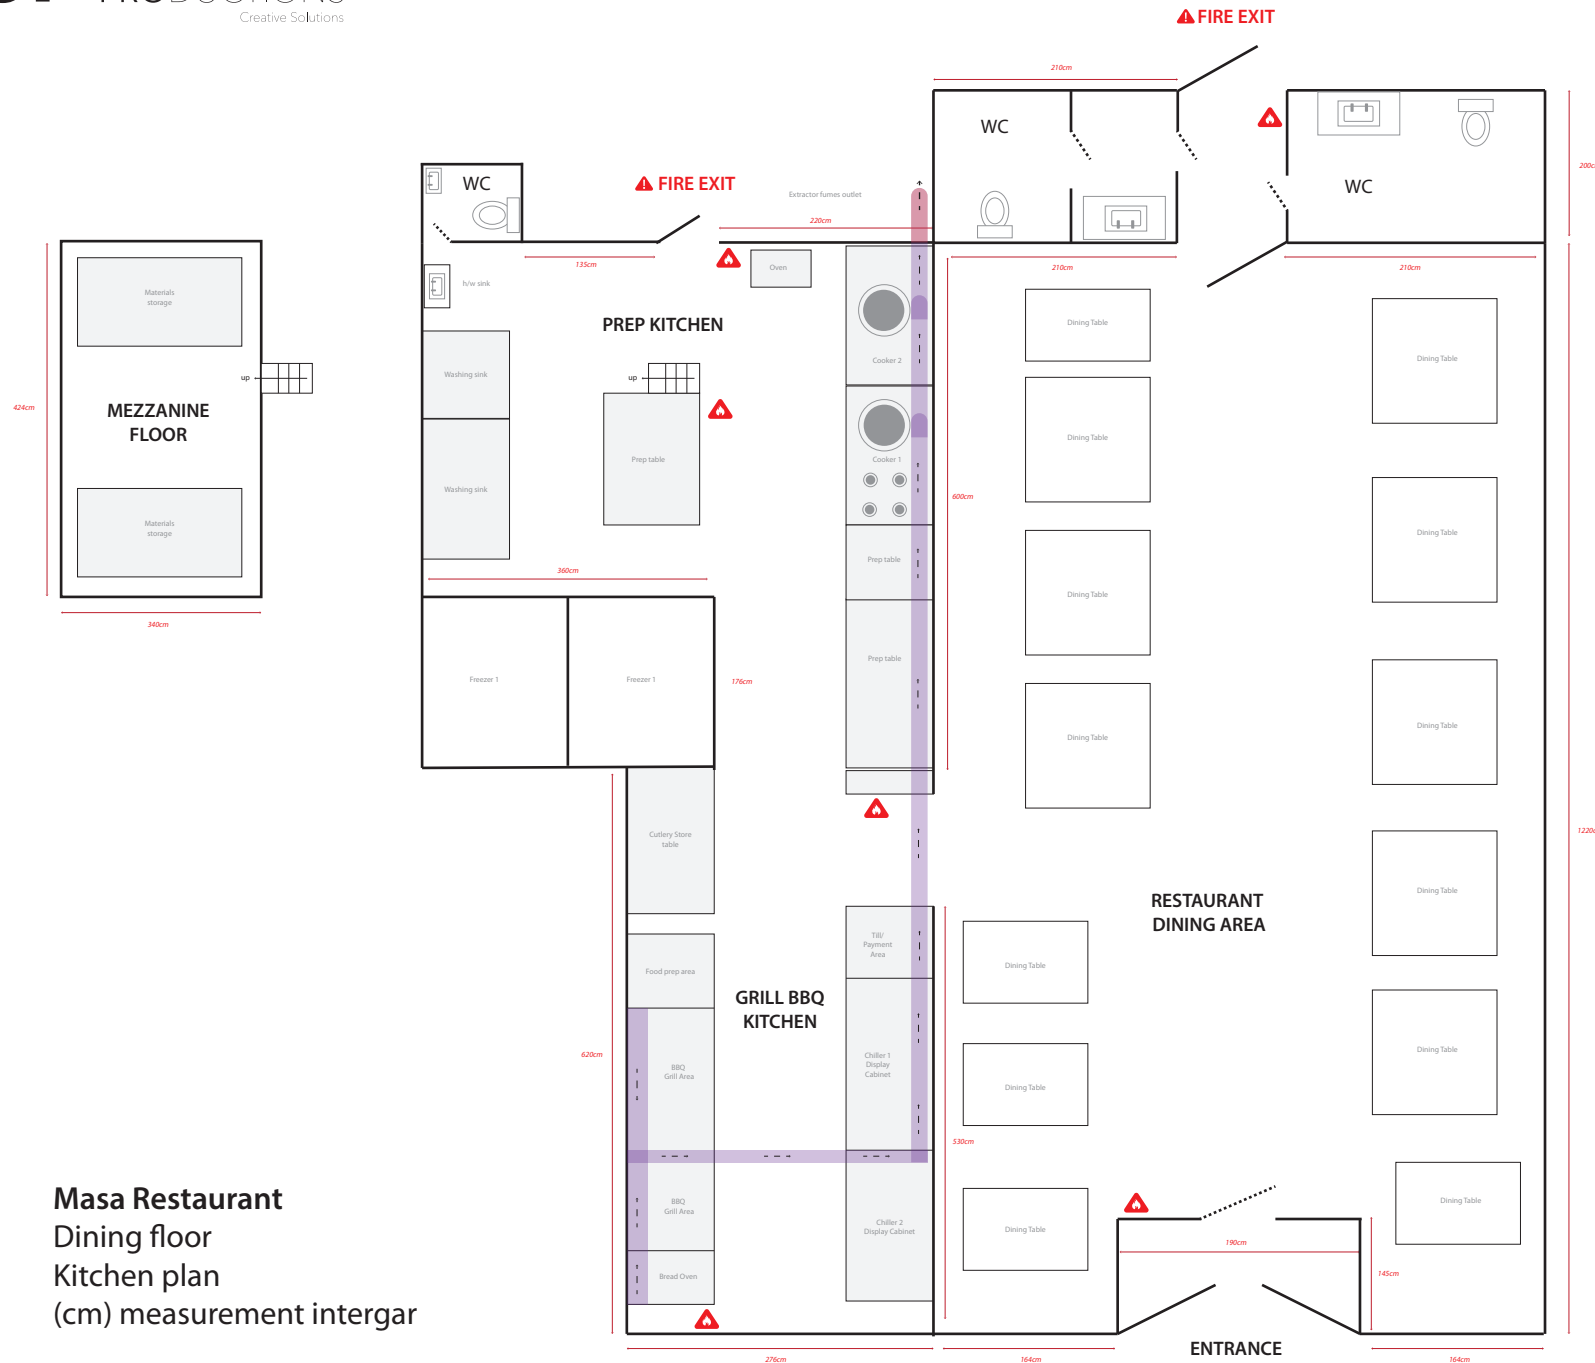 PRODUCTIONS
Creative Solutions
FIRE EXIT
210cm
WC
WC
200c
WC
FIRE EXIT
Extractor fumes outlet
220cm
135cm
210cm
210cm
h/w sink
Oven
PREP KITCHEN
Materials
storage
up
MEZZANINE
FLOOR
424cm
Materials
storage
340cm
Washing sink
Washing sink
up
Prep table
Cooker 2
Cooker 1
Prep table
Prep table
600cm
360cm
Freezer 1
Freezer 1
176cm
Dining Table
Dining Table
Dining Table
Dining Table
Dining Table
Dining Table
Dining Table
Dining Table
Dining Table
1220c
Cutlery Store
table
Food prep area
Till/
Payment
Area
GRILL BBQ
KITCHEN
RESTAURANT
DINING AREA
620cm
BBQ
Grill Area
Chiller 1
Display
Cabinet
530cm
BBQ
Grill Area
Chiller 2
Display Cabinet
Bread Oven
Dining Table
Dining Table
Dining Table
Dining Table
Dining Table
190cm
145cm
ENTRANCE
276cm
164cm
164cm
Masa Restaurant
Dining floor
Kitchen plan
(cm) measurement intergar